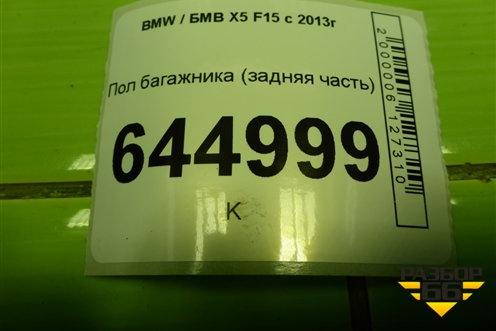 BMW / БМВ X5 F15 с 2013г
Пол багажника (задняя часть)
644999
К
2000006127310
РАЗБОР
66